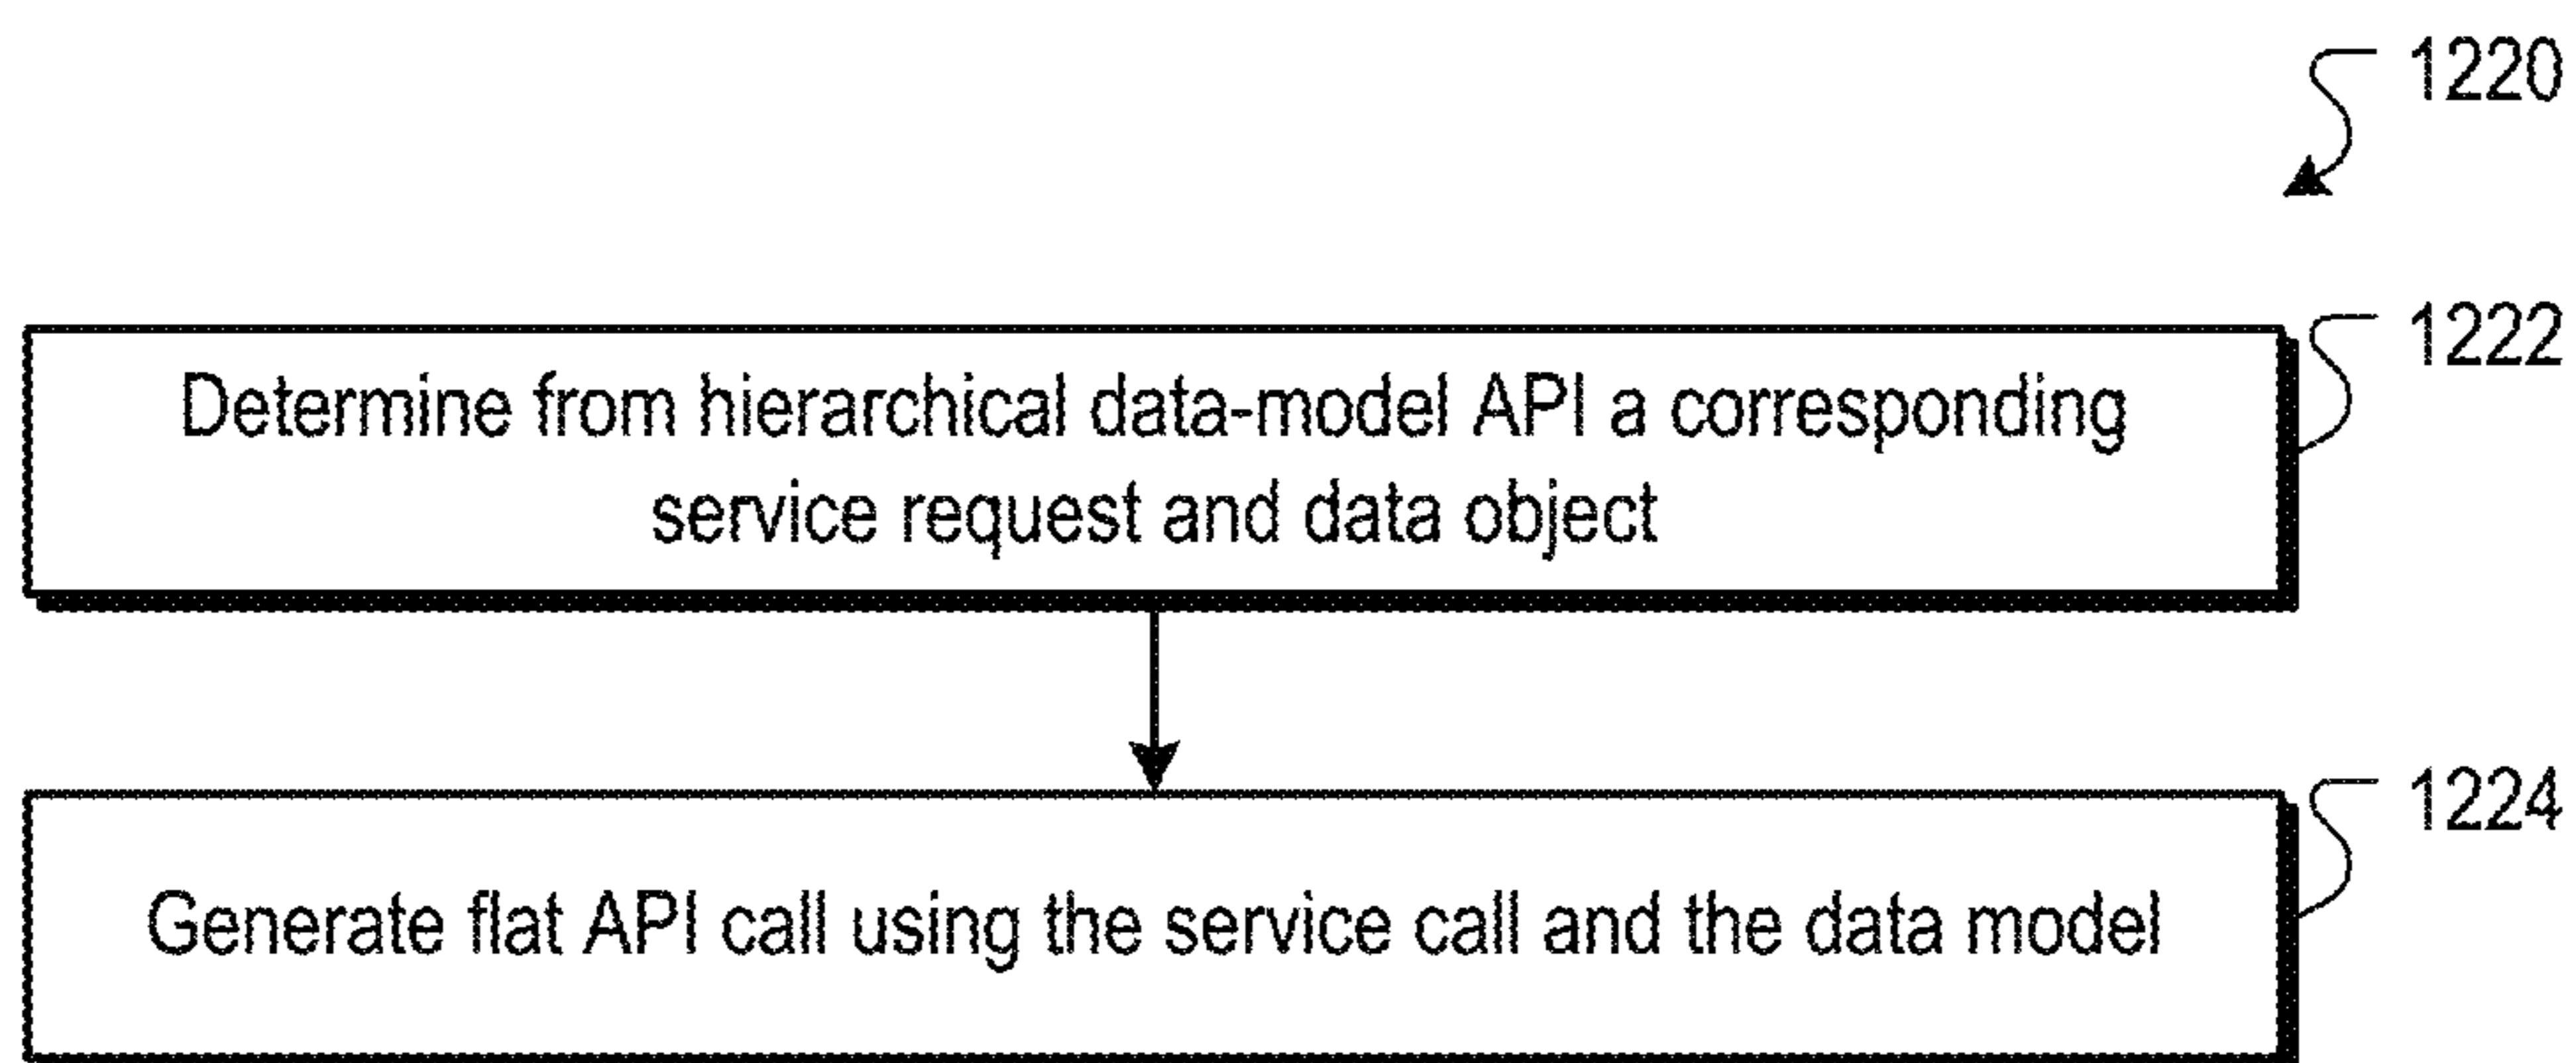 1220
1222
Determine from hierarchical data-model API a corresponding
service request and data object
1224
Generate flat API call using the service call and the data model